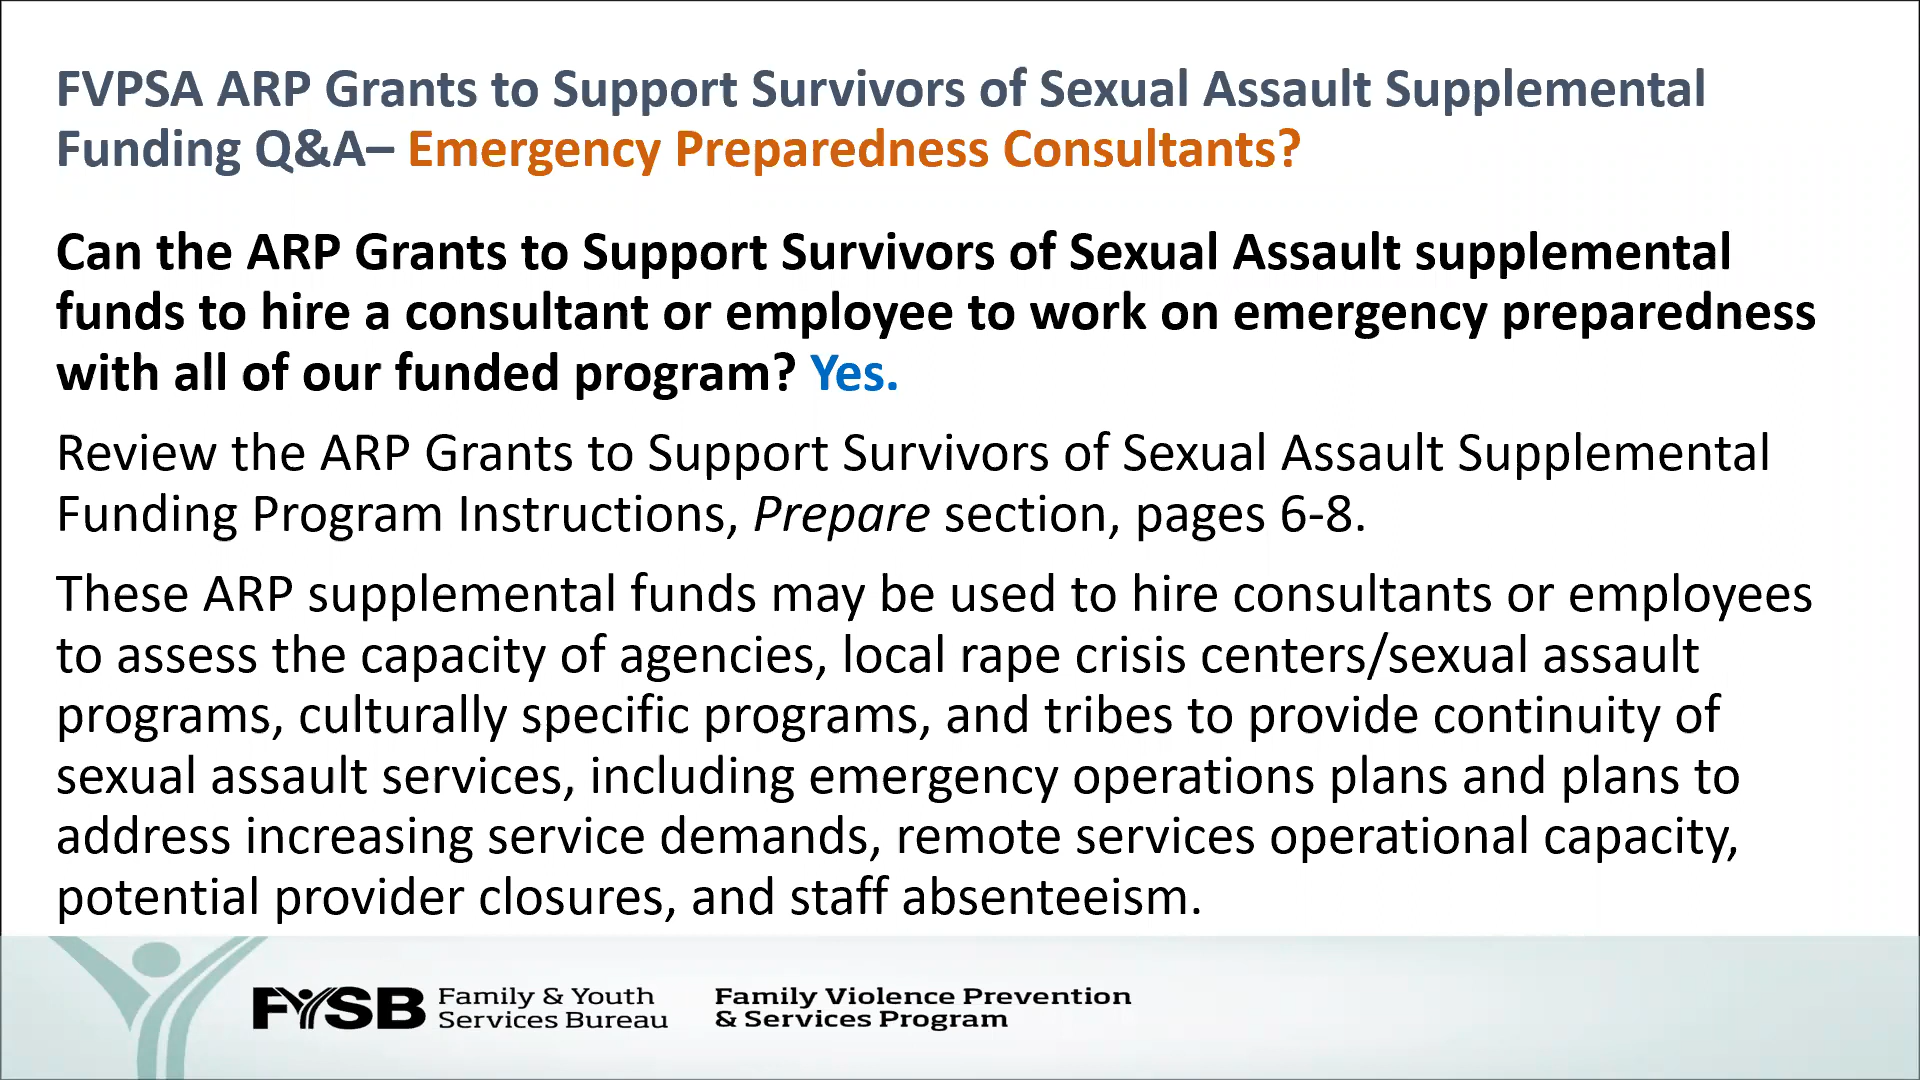 FVPSA ARP Grants to Support Survivors of Sexual Assault Supplemental
Funding Q&A– Emergency Preparedness Consultants?
Can the ARP Grants to Support Survivors of Sexual Assault supplemental
funds to hire a consultant or employee to work on emergency preparedness
with all of our funded program? Yes.
Review the ARP Grants to Support Survivors of Sexual Assault Supplemental
Funding Program Instructions, Prepare section, pages 6-8.
These ARP supplemental funds may be used to hire consultants or employees
to assess the capacity of agencies, local rape crisis centers/sexual assault
programs, culturally specific programs, and tribes to provide continuity of
sexual assault services, including emergency operations plans and plans to
address increasing service demands, remote services operational capacity,
potential provider closures, and staff absenteeism.
FYSB
Family & Youth
Services Bureau
Family Violence Prevention
& Services Program